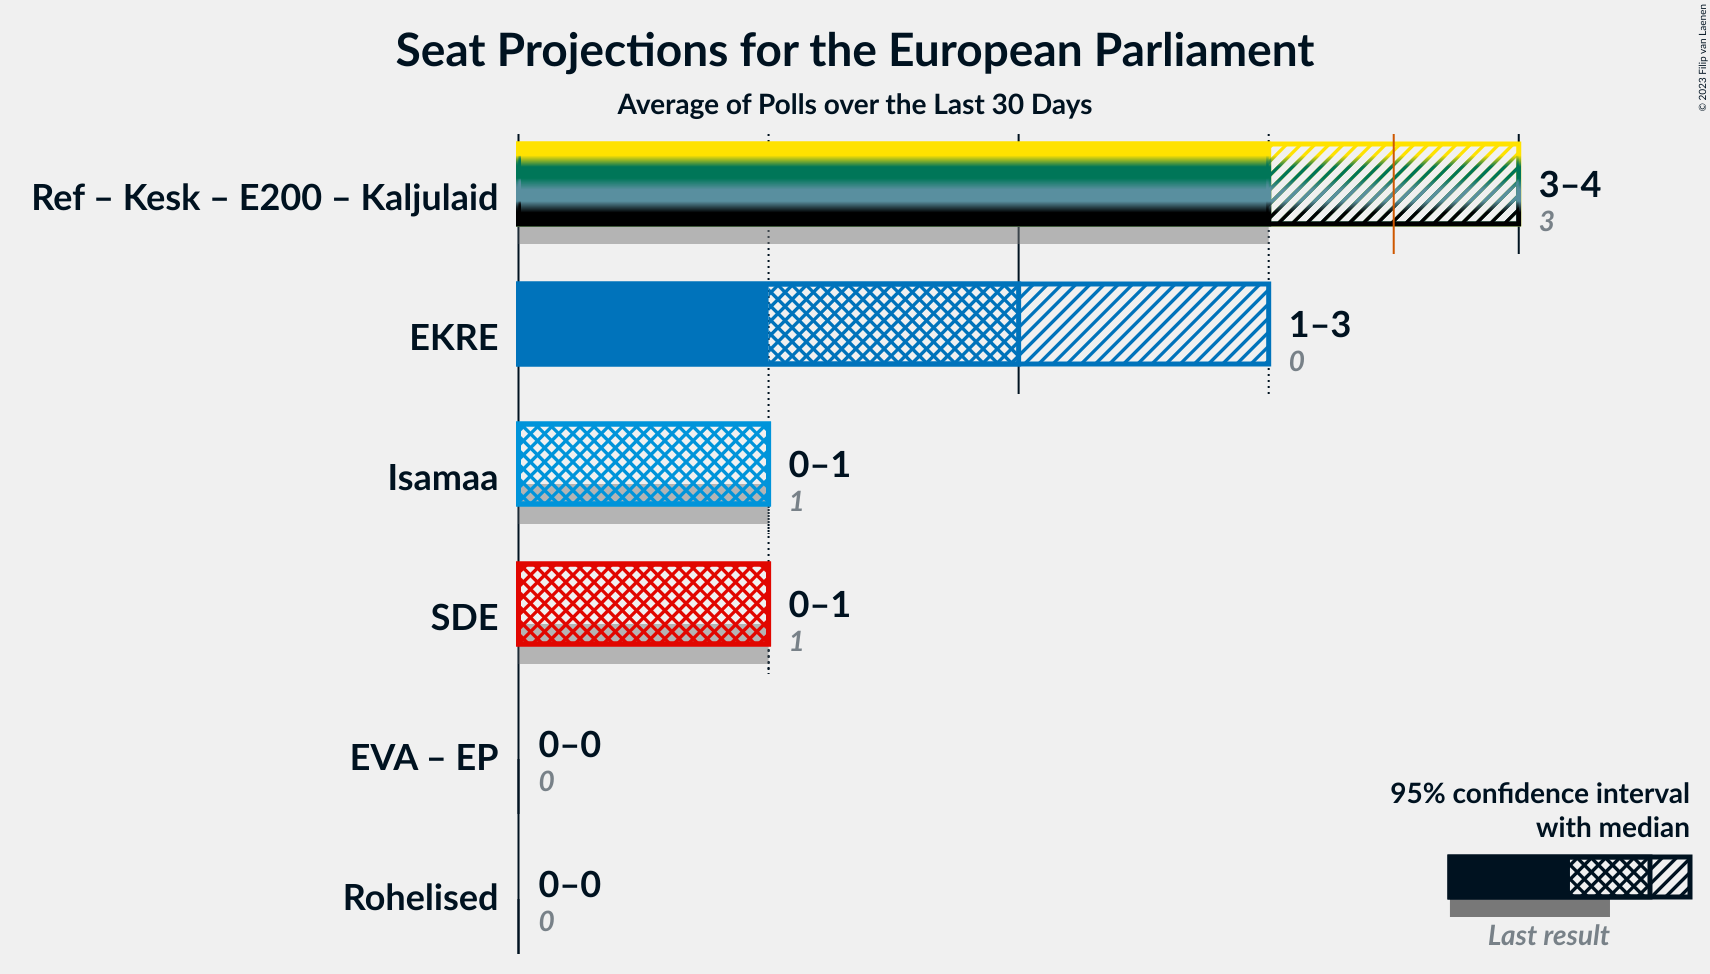 Seat Projections for the European Parliament
Average of Polls over the Last 30 Days
© 2023 Filip van Laenen
Ref – Kesk – E200 – Kaljulaid
3–4
3
EKRE
1–3
0
Isamaa
0–1
1
SDE
0–1
1
EVA – EP
0–0
0
Rohelised
0–0
0
95% confidence interval
with median
Last result